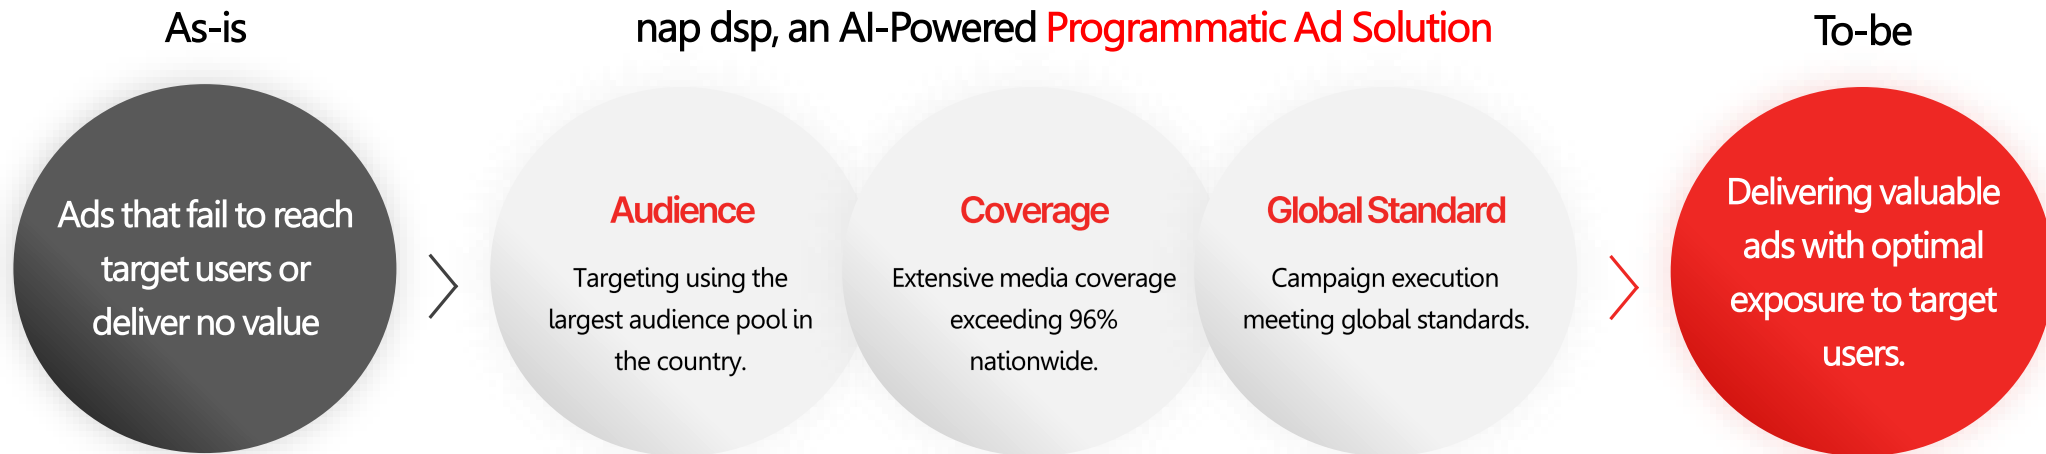 As-is
nap dsp, an AI-Powered Programmatic Ad Solution
To-be
Ads that fail to reach
target users or
deliver no value
Audience
Targeting using the
largest audience pool in
the country.
Coverage
Extensive media coverage
exceeding 96%
nationwide.
Global Standard
Campaign execution
meeting global standards.
Delivering valuable
ads with optimal
exposure to target
users.